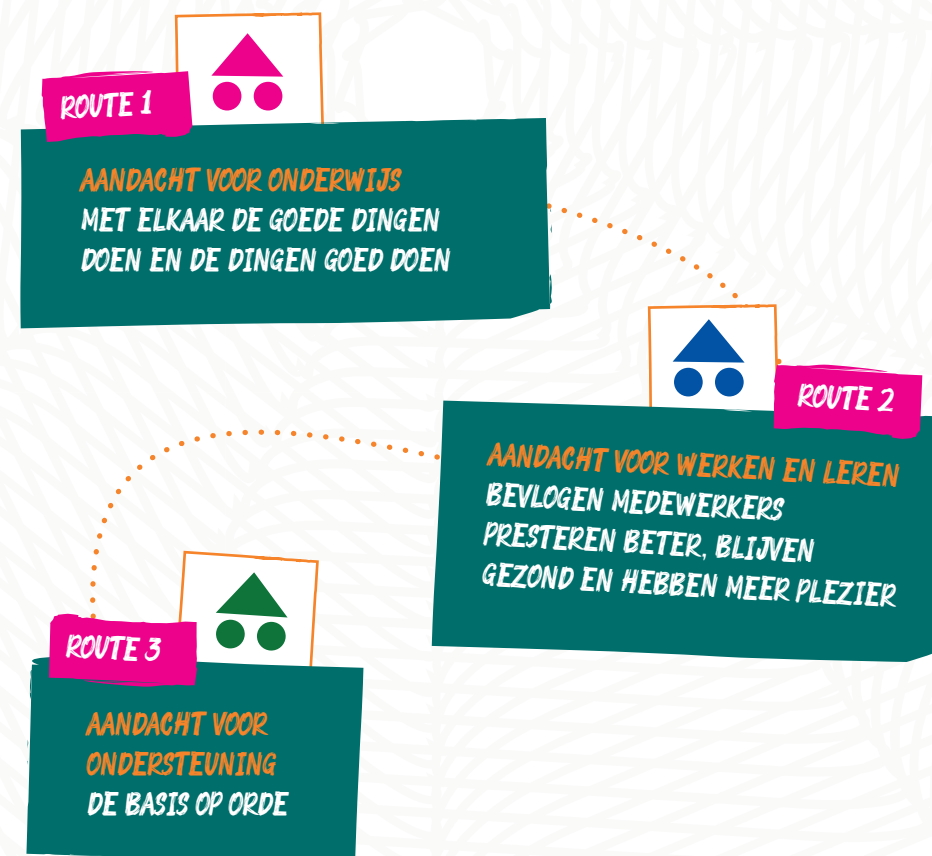 ROUTE 1
AANDACHT VOOR ONDERWIJS
MET ELKAAR DE GOEDE DINGEN
DOEN EN DE DINGEN GOED DOEN
ROUTE 2
AANDACHT VOOR WERKEN EN LEREN
BEVLOGEN MEDEWERKERS
PRESTEREN BETER, BLIJVEN
GEZOND EN HEBBEN MEER PLEZIER
ROUTE 3
AANDACHT VOOR
ONDERSTEUNING
DE BASIS OP ORDE